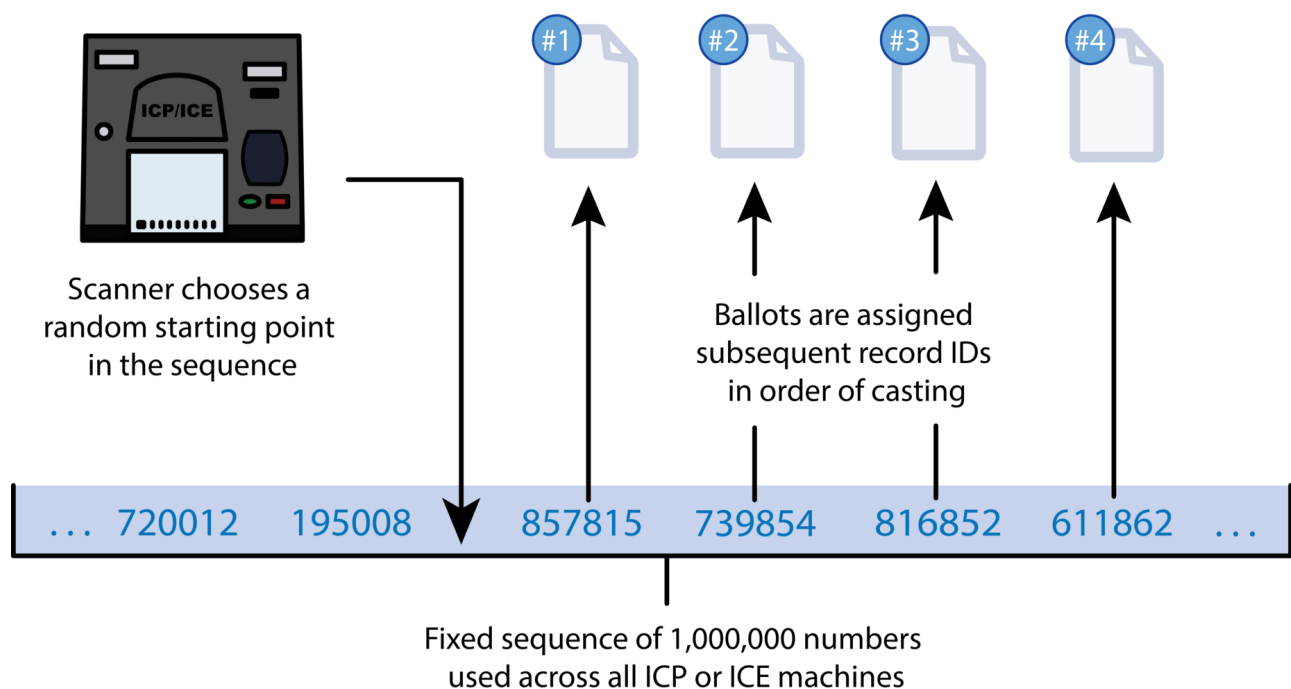 #1 #2 #3 #4
ICP/ICE
Scanner chooses a
random starting point
in the sequence
Ballots are assigned
subsequent record IDs
in order of casting
... 720012 195008 857815 739854 816852 611862 ...
Fixed sequence of 1,000,000 numbers
used across all ICP or ICE machines